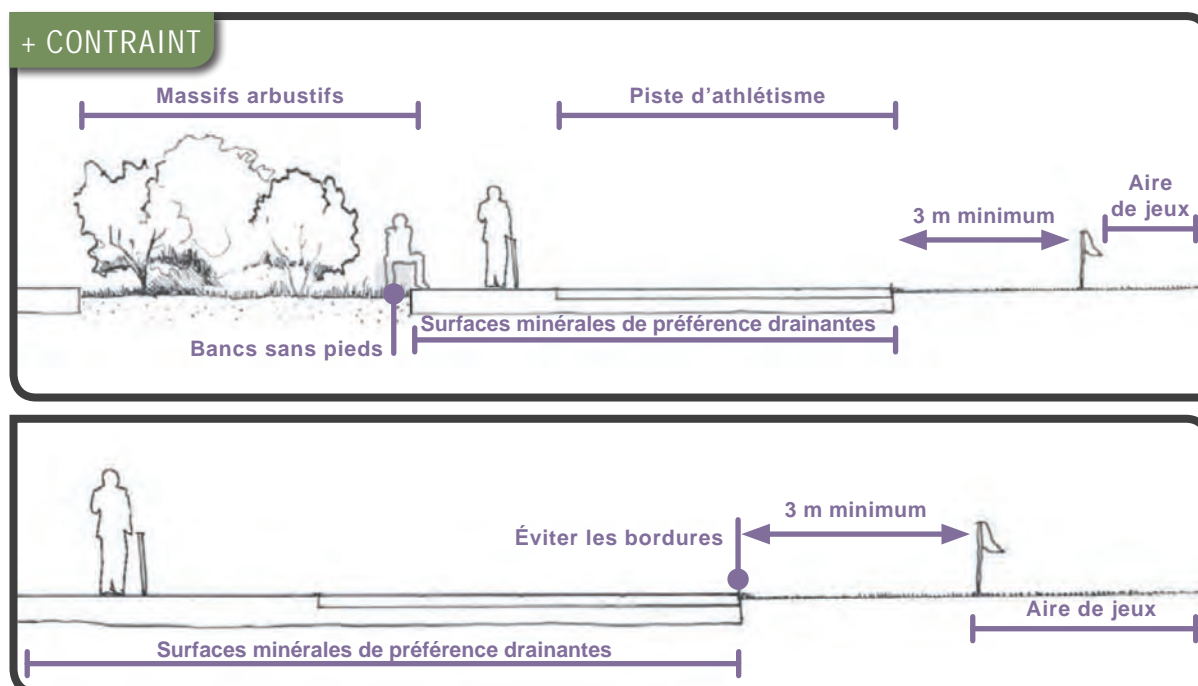 + CONTRAINT
Massifs arbustifs
Piste d'athlétisme
Aire
de jeux
3 m minimum
Surfaces minérales de préférence drainantes
Bancs sans pieds
3 m minimum
Éviter les bordures
Aire de jeux
Surfaces minérales de préférence drainantes